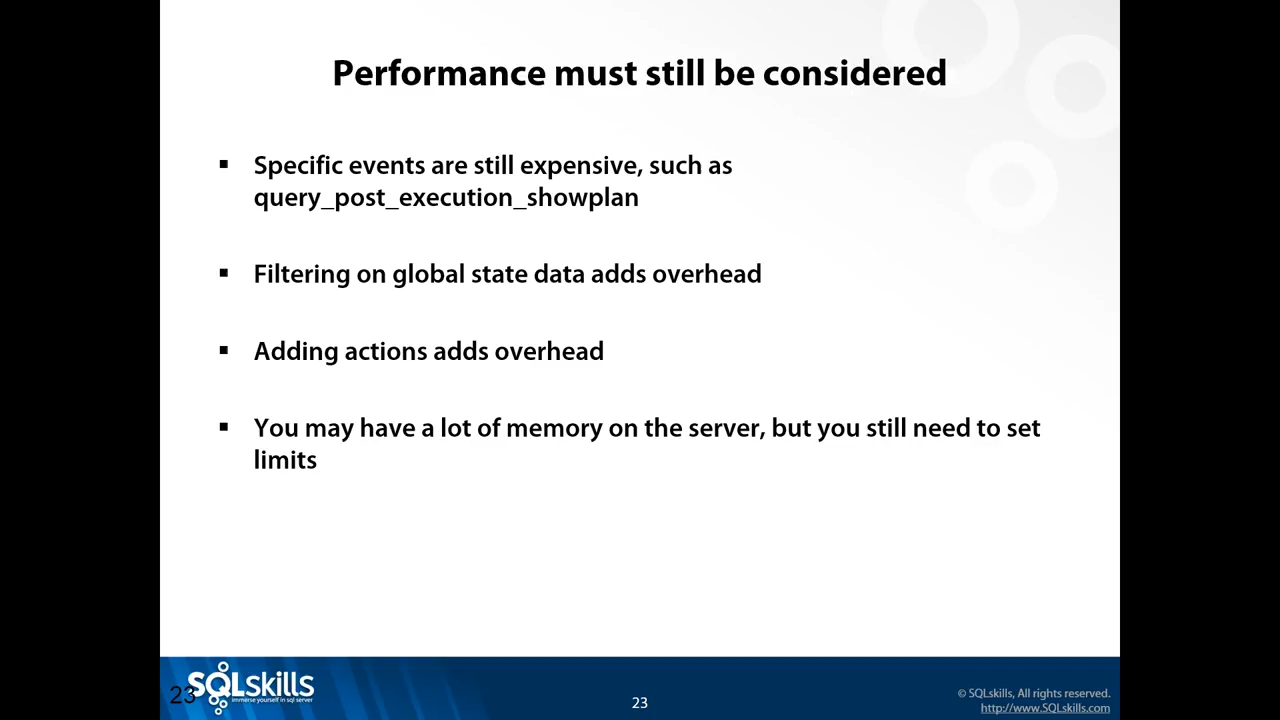 Performance must still be considered
▪ Specific events are still expensive, such as
query_post_execution_showplan
▪ Filtering on global state data adds overhead
▪ Adding actions adds overhead
▪ You may have a lot of memory on the server, but you still need to set
limits
23
SQLskills
immerse yourself in sql server
23
© SQLskills, All rights reserved.
http://www.SQLskills.com